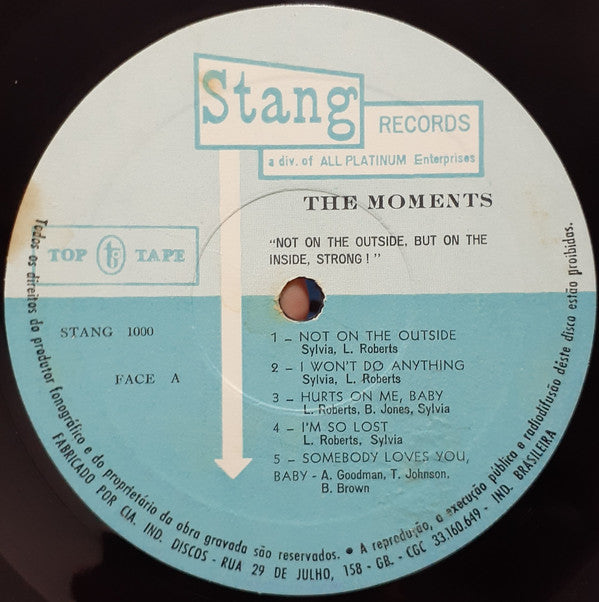 Stang
RECORDS
a div. of ALL PLATINUM Enterprises
THE MOMENTS
"NOT ON THE OUTSIDE, BUT ON THE
INSIDE, STRONG ! "
TOP tt TAPE
STANG 1000
FACE A
1 – NOT ON THE OUTSIDE
Sylvia, L. Roberts
2 – I WON'T DO ANYTHING
Sylvia, L. Roberts
3 – HURTS ON ME, BABY
L. Roberts, B. Jones, Sylvia
4 – I'M SO LOST
L. Roberts, Sylvia
5 – SOMEBODY LOVES YOU,
BABY - A. Goodman, T. Johnson,
B. Brown
Todos os direitos do produtor fonográfico e do proprietário da obra gravada são reservados. • A reprodução, a execução pública e radiodifusão dêste disco estão proibidas.
FABRICADO POR CIA. IND. DISCOS - RUA 29 DE JULHO, 158 - GB. - CGC 33.160.649 - IND. BRASILEIRA